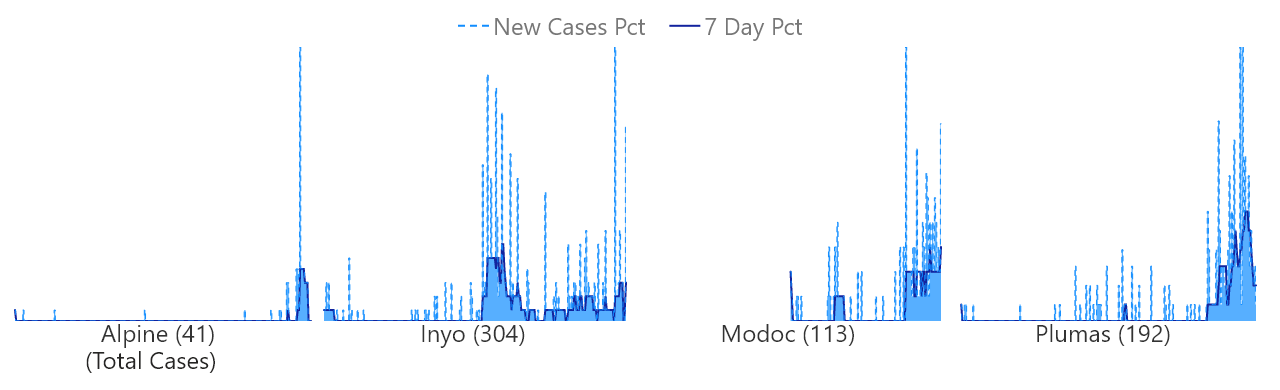 New Cases Pct 7 Day Pct
Alpine (41) Inyo (304) Modoc (113) Plumas (192)
(Total Cases)